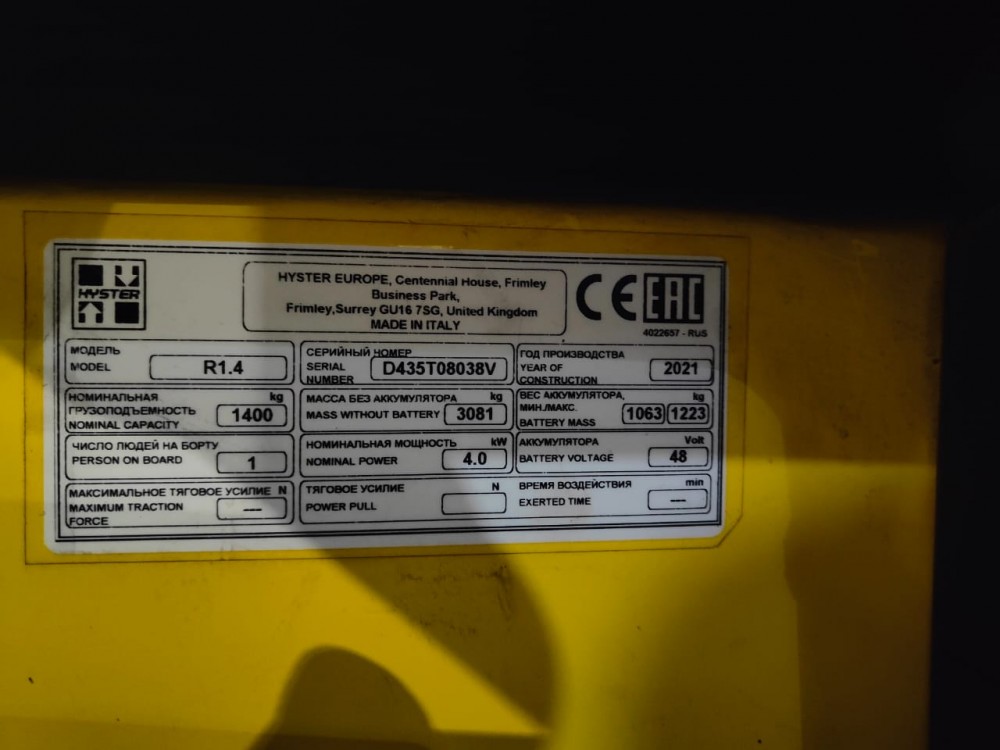 HYSTER
HYSTER EUROPE, Centennial House, Frimley
Business Park,
Frimley,Surrey GU16 7SG, United Kingdom
MADE IN ITALY
CE EAC
4022657 - RUS
МОДЕЛЬ
MODEL
R1.4
СЕРИЙНЫЙ НОМЕР
SERIAL
NUMBER
D435T08038V
ГОД ПРОИЗВОДСТВА
YEAR OF
CONSTRUCTION
2021
НОМИНАЛЬНАЯ kg
ГРУЗОПОДЪЕМНОСТЬ
NOMINAL CAPACITY
1400
МАССА БЕЗ АККУМУЛЯТОРА kg
MASS WITHOUT BATTERY
3081
ВЕС АККУМУЛЯТОРА, kg
МИН./МАКС.
BATTERY MASS
1063 1223
ЧИСЛО ЛЮДЕЙ НА БОРТУ
PERSON ON BOARD
1
НОМИНАЛЬНАЯ МОЩНОСТЬ kW
NOMINAL POWER
4.0
АККУМУЛЯТОРА Volt
BATTERY VOLTAGE
48
МАКСИМАЛЬНОЕ ТЯГОВОЕ УСИЛИЕ N
MAXIMUM TRACTION
FORCE
---
ТЯГОВОЕ УСИЛИЕ N
POWER PULL
ВРЕМЯ ВОЗДЕЙСТВИЯ min
EXERTED TIME
---